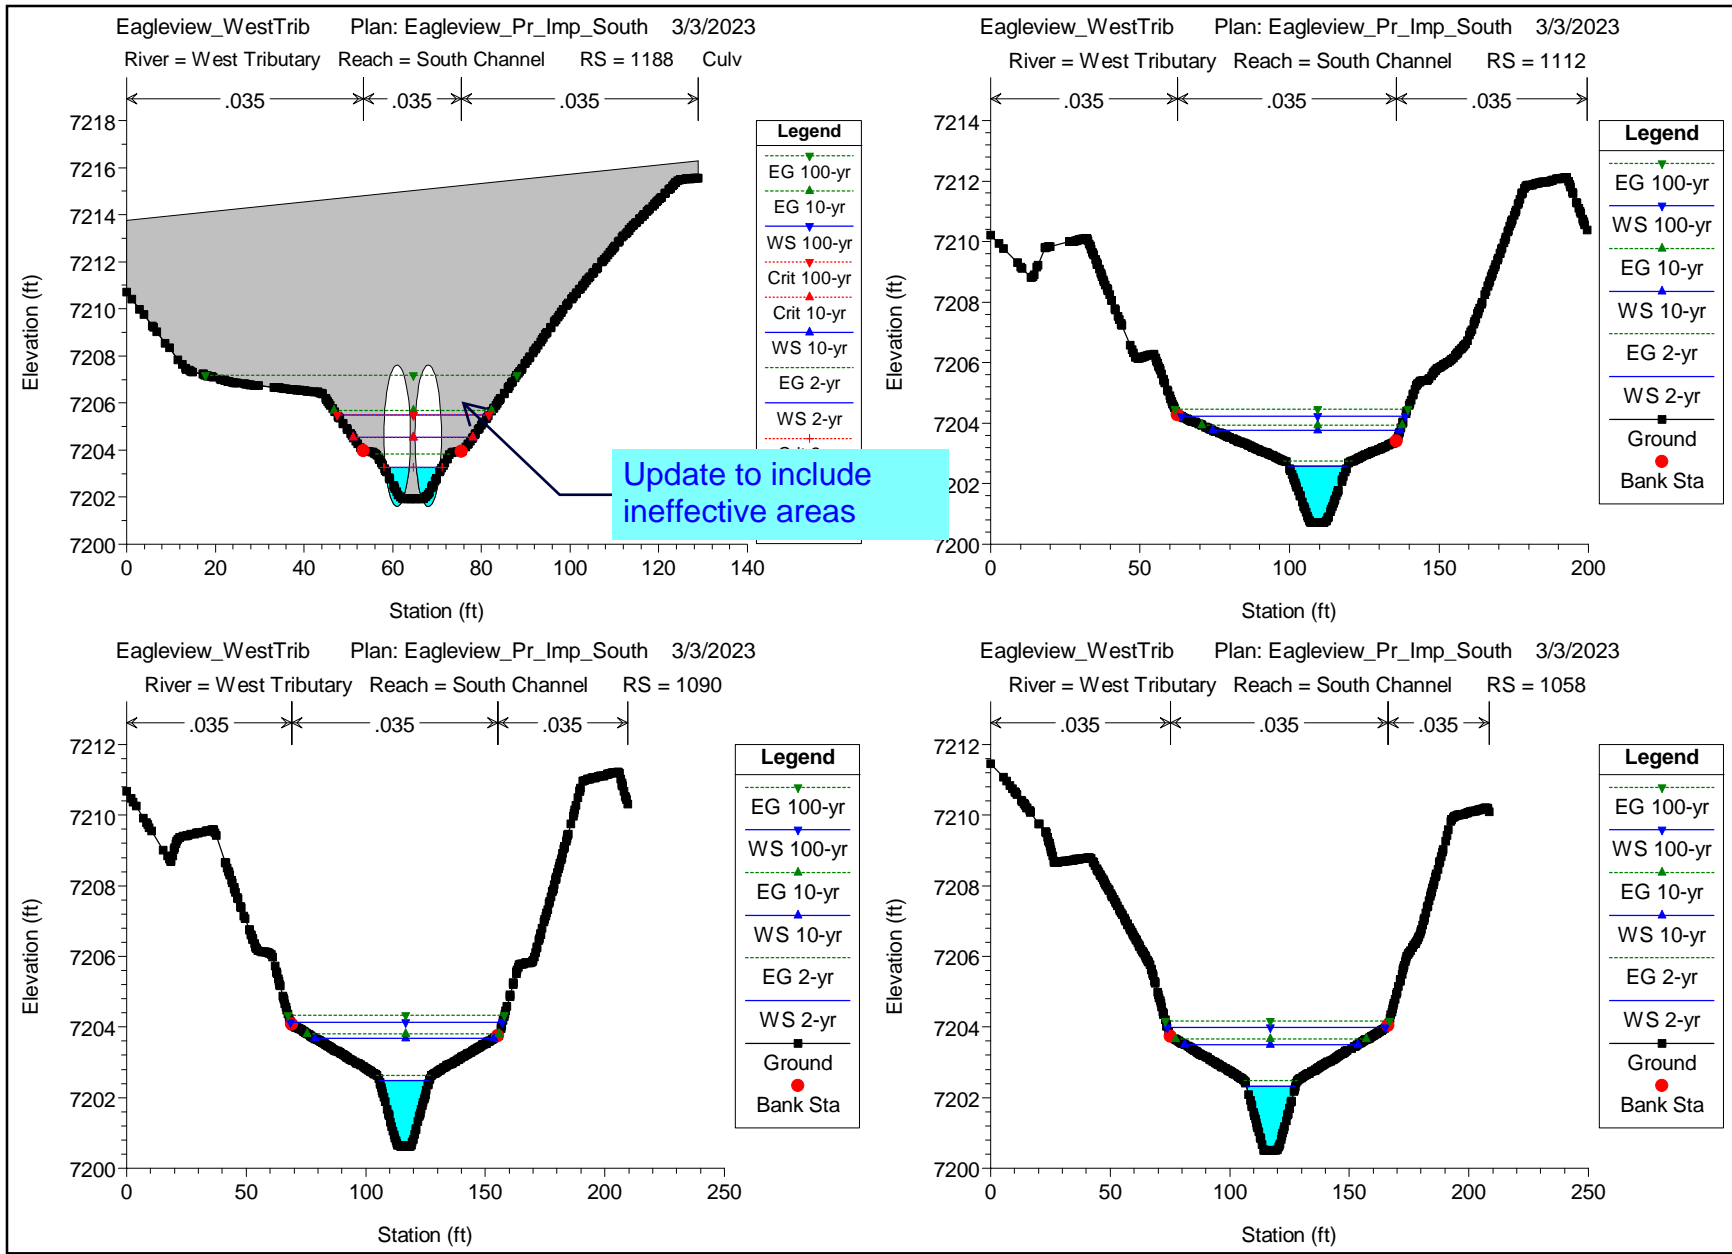 Eagleview_WestTrib Plan: Eagleview_Pr_Imp_South 3/3/2023
River = West Tributary Reach = South Channel RS = 1188 Culv
.035 .035 .035
7218
7216
7214
7212
7210
7208
7206
7204
7202
7200
Elevation (ft)
0 20 40 60 80 100 120 140
Station (ft)
Legend
EG 100-yr
EG 10-yr
WS 100-yr
Crit 100-yr
Crit 10-yr
WS 10-yr
EG 2-yr
WS 2-yr
Update to include
ineffective areas
Eagleview_WestTrib Plan: Eagleview_Pr_Imp_South 3/3/2023
River = West Tributary Reach = South Channel RS = 1112
.035 .035 .035
7214
7212
7210
7208
7206
7204
7202
7200
Elevation (ft)
0 50 100 150 200
Station (ft)
Legend
EG 100-yr
WS 100-yr
EG 10-yr
WS 10-yr
EG 2-yr
WS 2-yr
Ground
Bank Sta
Eagleview_WestTrib Plan: Eagleview_Pr_Imp_South 3/3/2023
River = West Tributary Reach = South Channel RS = 1090
.035 .035 .035
7212
7210
7208
7206
7204
7202
7200
Elevation (ft)
0 50 100 150 200 250
Station (ft)
Legend
EG 100-yr
WS 100-yr
EG 10-yr
WS 10-yr
EG 2-yr
WS 2-yr
Ground
Bank Sta
Eagleview_WestTrib Plan: Eagleview_Pr_Imp_South 3/3/2023
River = West Tributary Reach = South Channel RS = 1058
.035 .035 .035
7212
7210
7208
7206
7204
7202
7200
Elevation (ft)
0 50 100 150 200 250
Station (ft)
Legend
EG 100-yr
WS 100-yr
EG 10-yr
WS 10-yr
EG 2-yr
WS 2-yr
Ground
Bank Sta